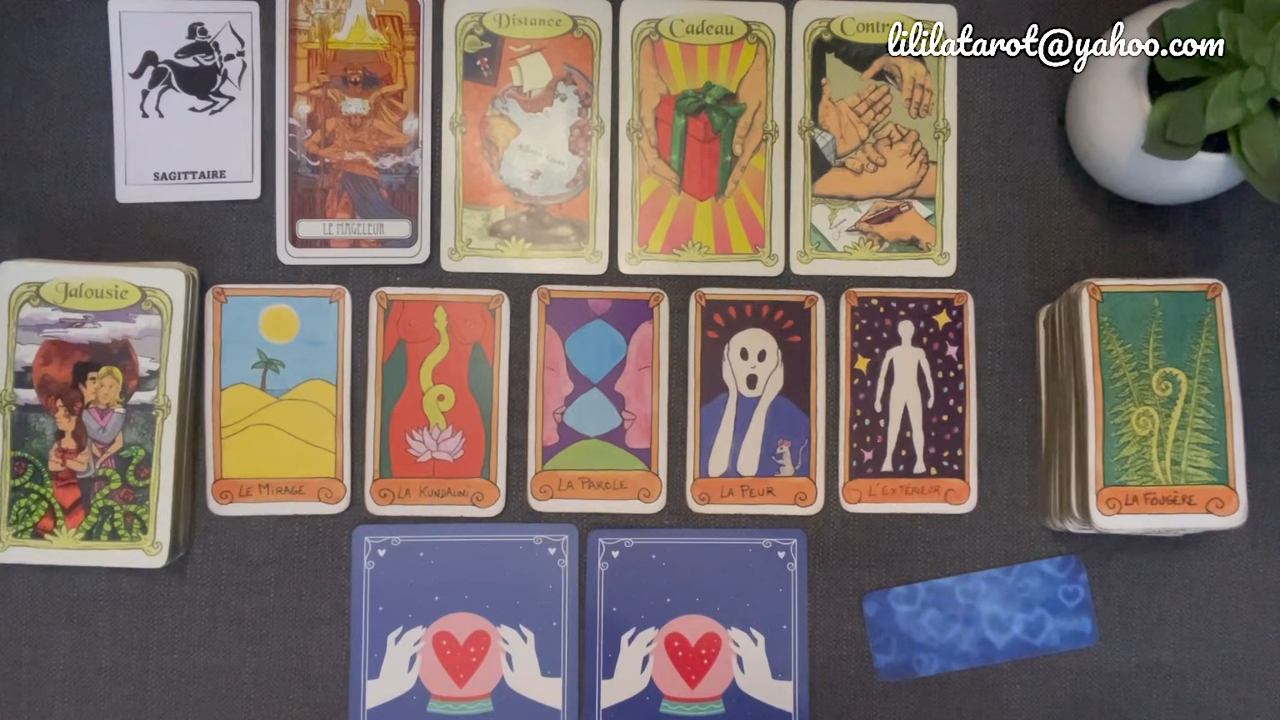 lililatarot@yahoo.com
SAGITTAIRE
LE MAGELEUR
Distance
Cadeau
Jalousie
LE MIRAGE
LA KUNDALINI
LA PAROLE
LA PEUR
L'EXTÉRIEUR
LA FOUGÈRE